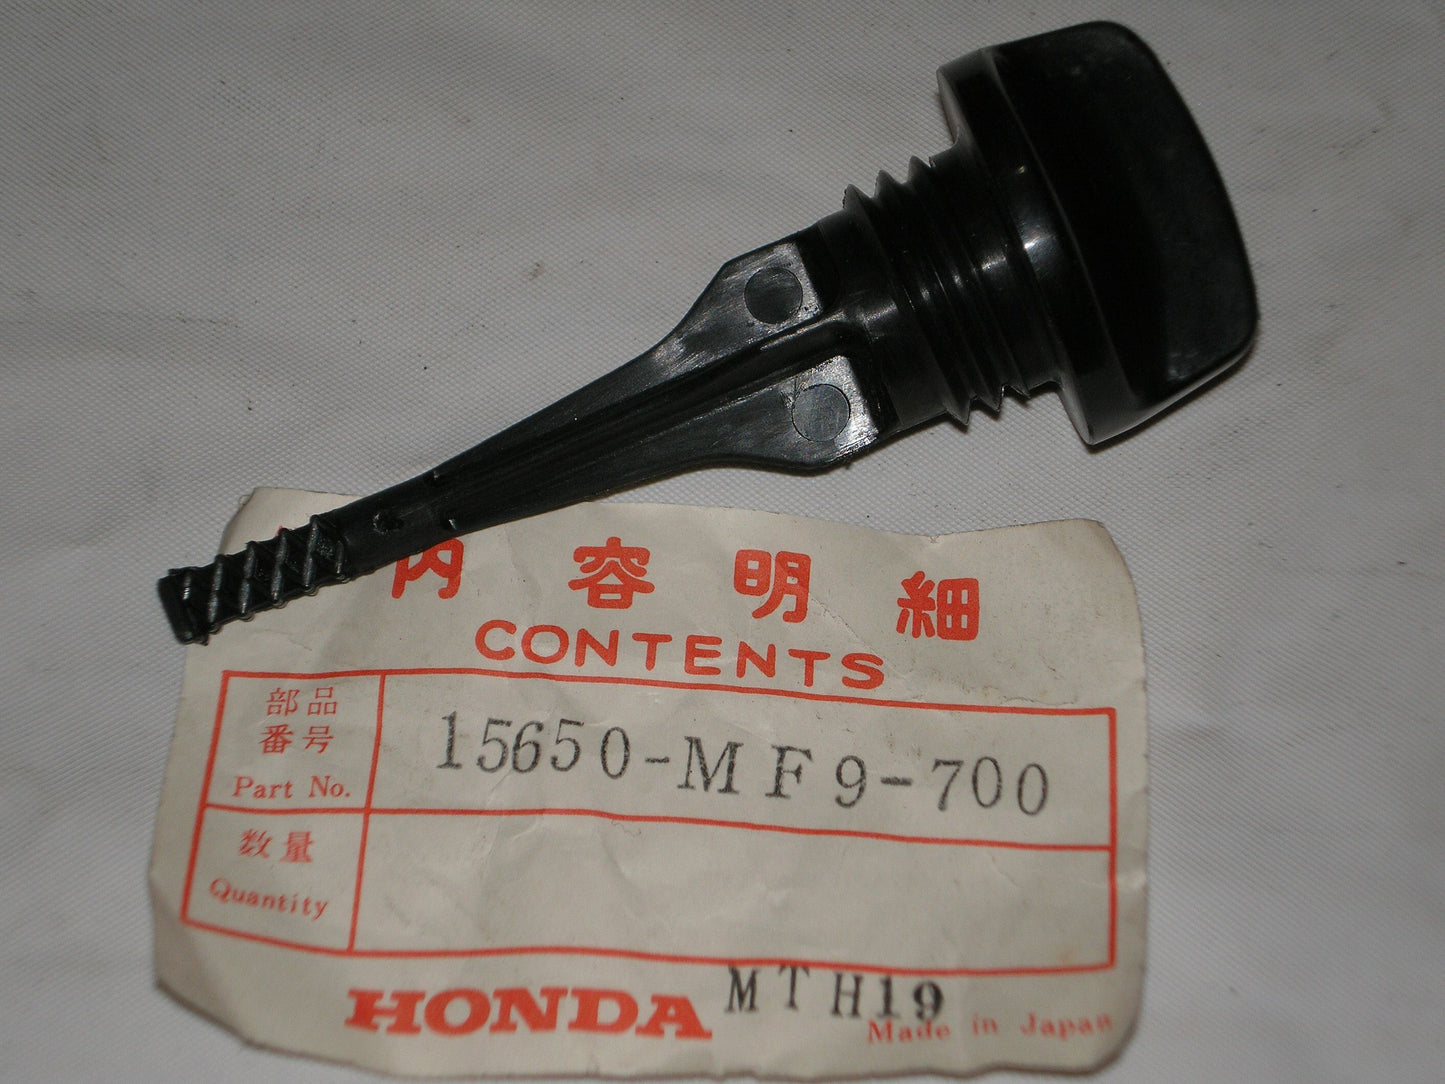 内容明細
CONTENTS
部品
番号
Part No.
15650-MF9-700
数量
Quantity
HONDA
MTH19
Made in Japan